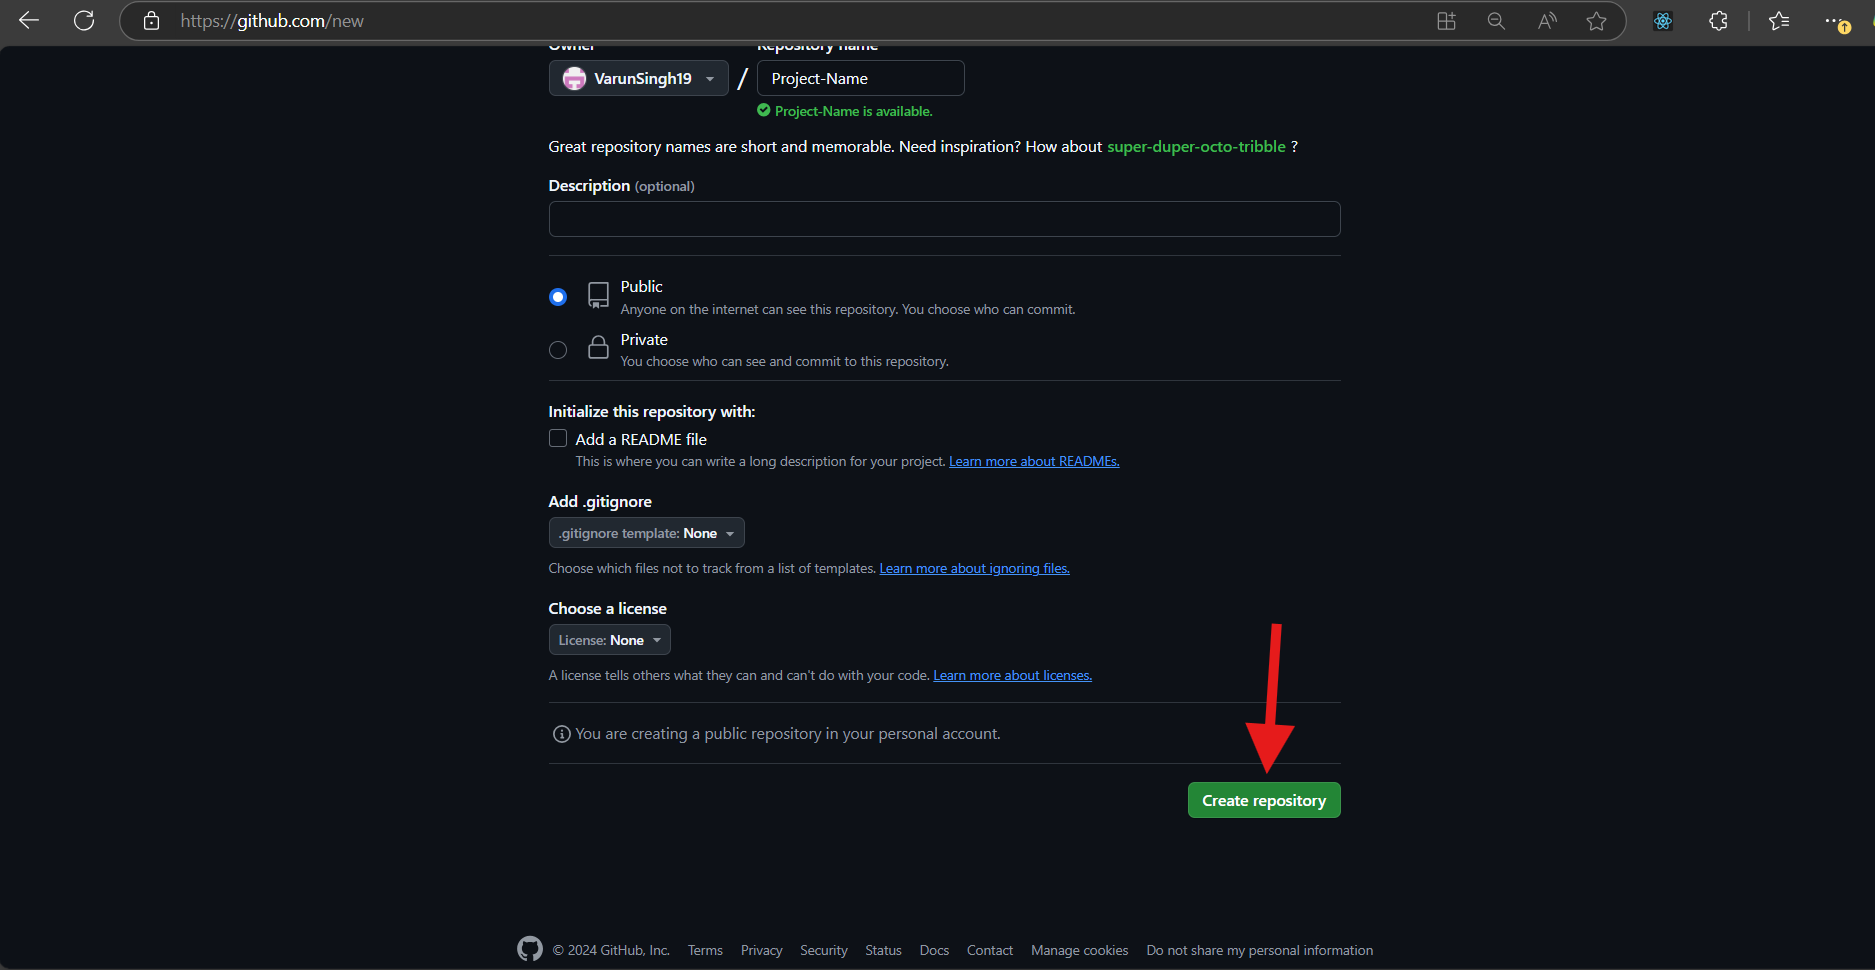 https://github.com/new
Owner
Repository name
VarunSingh19
/
Project-Name
Project-Name is available.
Great repository names are short and memorable. Need inspiration? How about super-duper-octo-tribble ?
Description (optional)
Public
Anyone on the internet can see this repository. You choose who can commit.
Private
You choose who can see and commit to this repository.
Initialize this repository with:
Add a README file
This is where you can write a long description for your project. Learn more about READMEs.
Add .gitignore
.gitignore template: None
Choose which files not to track from a list of templates. Learn more about ignoring files.
Choose a license
License: None
A license tells others what they can and can't do with your code. Learn more about licenses.
You are creating a public repository in your personal account.
Create repository
© 2024 GitHub, Inc. Terms Privacy Security Status Docs Contact Manage cookies Do not share my personal information